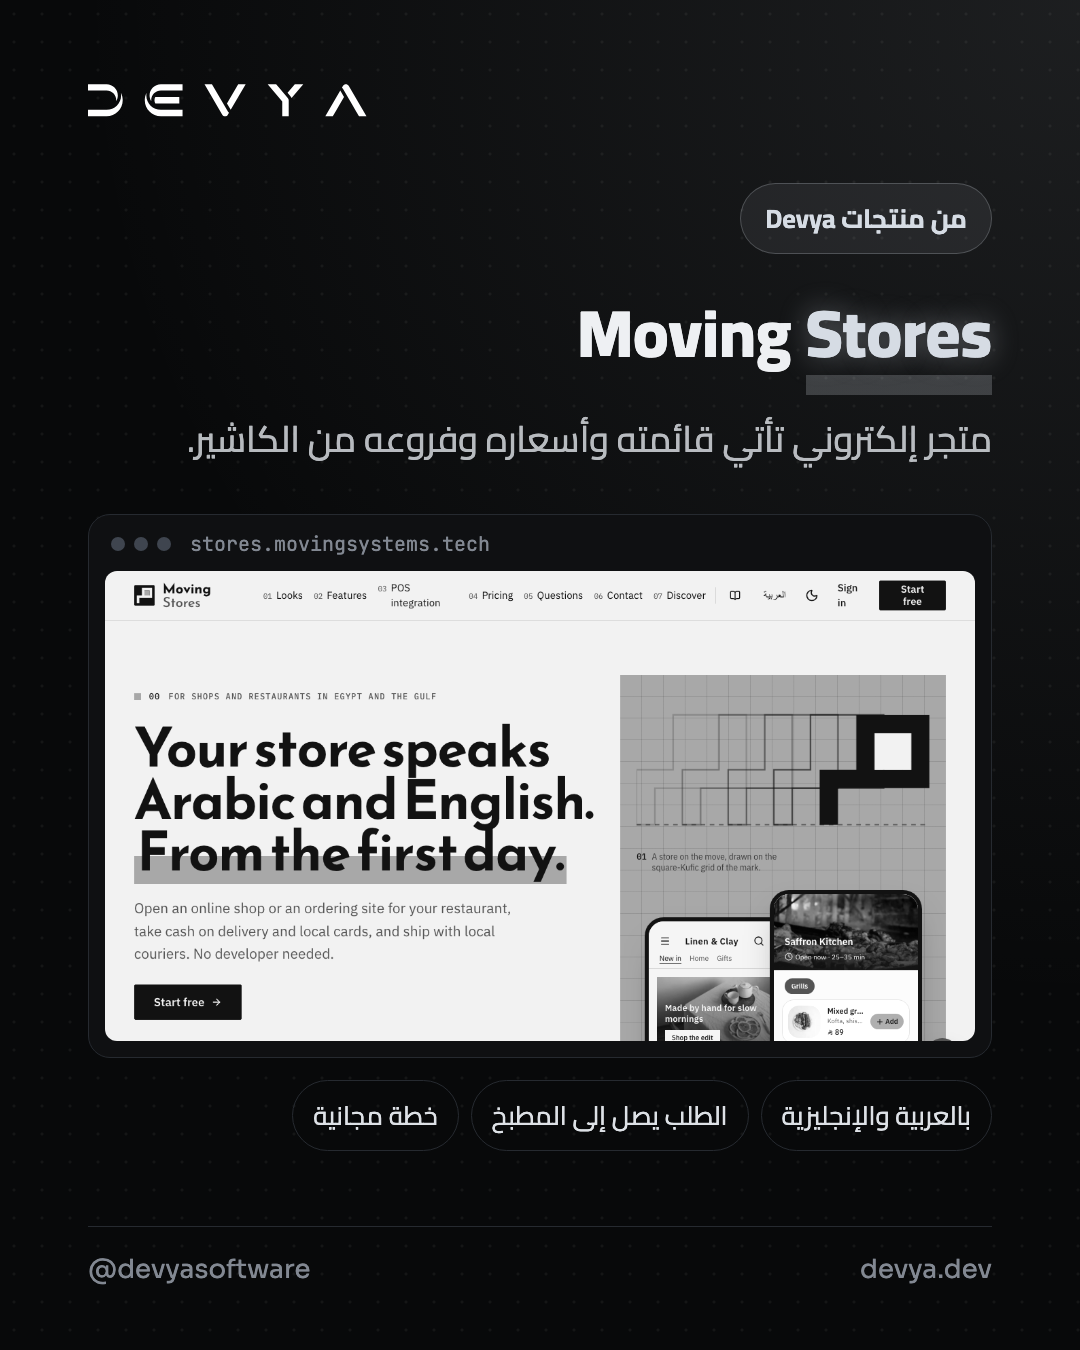 DEVYA
من منتجات Devya
Moving Stores
متجر إلكتروني تأتي قائمته وأسعاره وفروعه من الكاشير.
stores.movingsystems.tech
Moving
Stores
01 Looks
02 Features
03 POS integration
04 Pricing
05 Questions
06 Contact
07 Discover
العربية
Sign in
Start free
00 FOR SHOPS AND RESTAURANTS IN EGYPT AND THE GULF
Your store speaks
Arabic and English.
From the first day.
Open an online shop or an ordering site for your restaurant,
take cash on delivery and local cards, and ship with local
couriers. No developer needed.
Start free →
01 A store on the move, drawn on the
square-Kufic grid of the mark.
Linen & Clay
New in Home Gifts
Made by hand for slow
mornings
Shop the edit
Saffron Kitchen
Open now · 25–35 min
Grills
Mixed gr...
Kofta, shis...
89
+ Add
بالعربية والإنجليزية
الطلب يصل إلى المطبخ
خطة مجانية
@devyasoftware
devya.dev